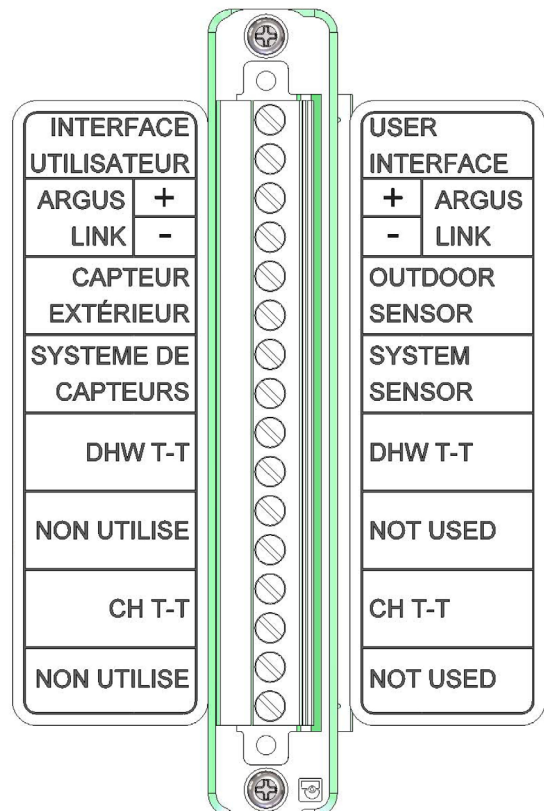 INTERFACE
UTILISATEUR
ARGUS +
LINK -
CAPTEUR
EXTÉRIEUR
SYSTEME DE
CAPTEURS
DHW T-T
NON UTILISE
CH T-T
NON UTILISE
USER
INTERFACE
+ ARGUS
- LINK
OUTDOOR
SENSOR
SYSTEM
SENSOR
DHW T-T
NOT USED
CH T-T
NOT USED